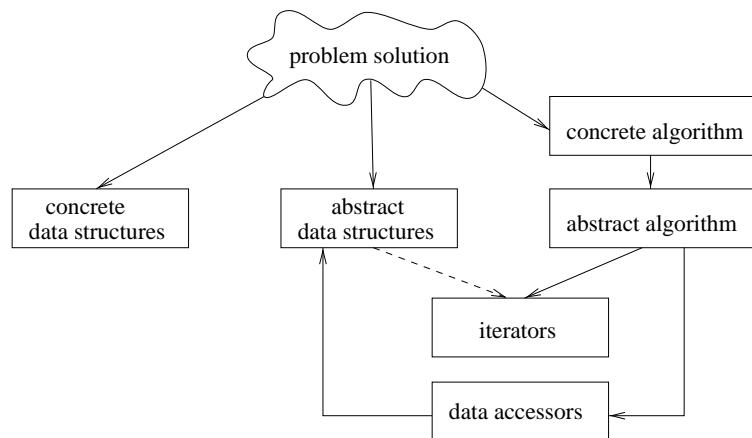 problem solution
concrete algorithm
concrete
data structures
abstract
data structures
abstract algorithm
iterators
data accessors